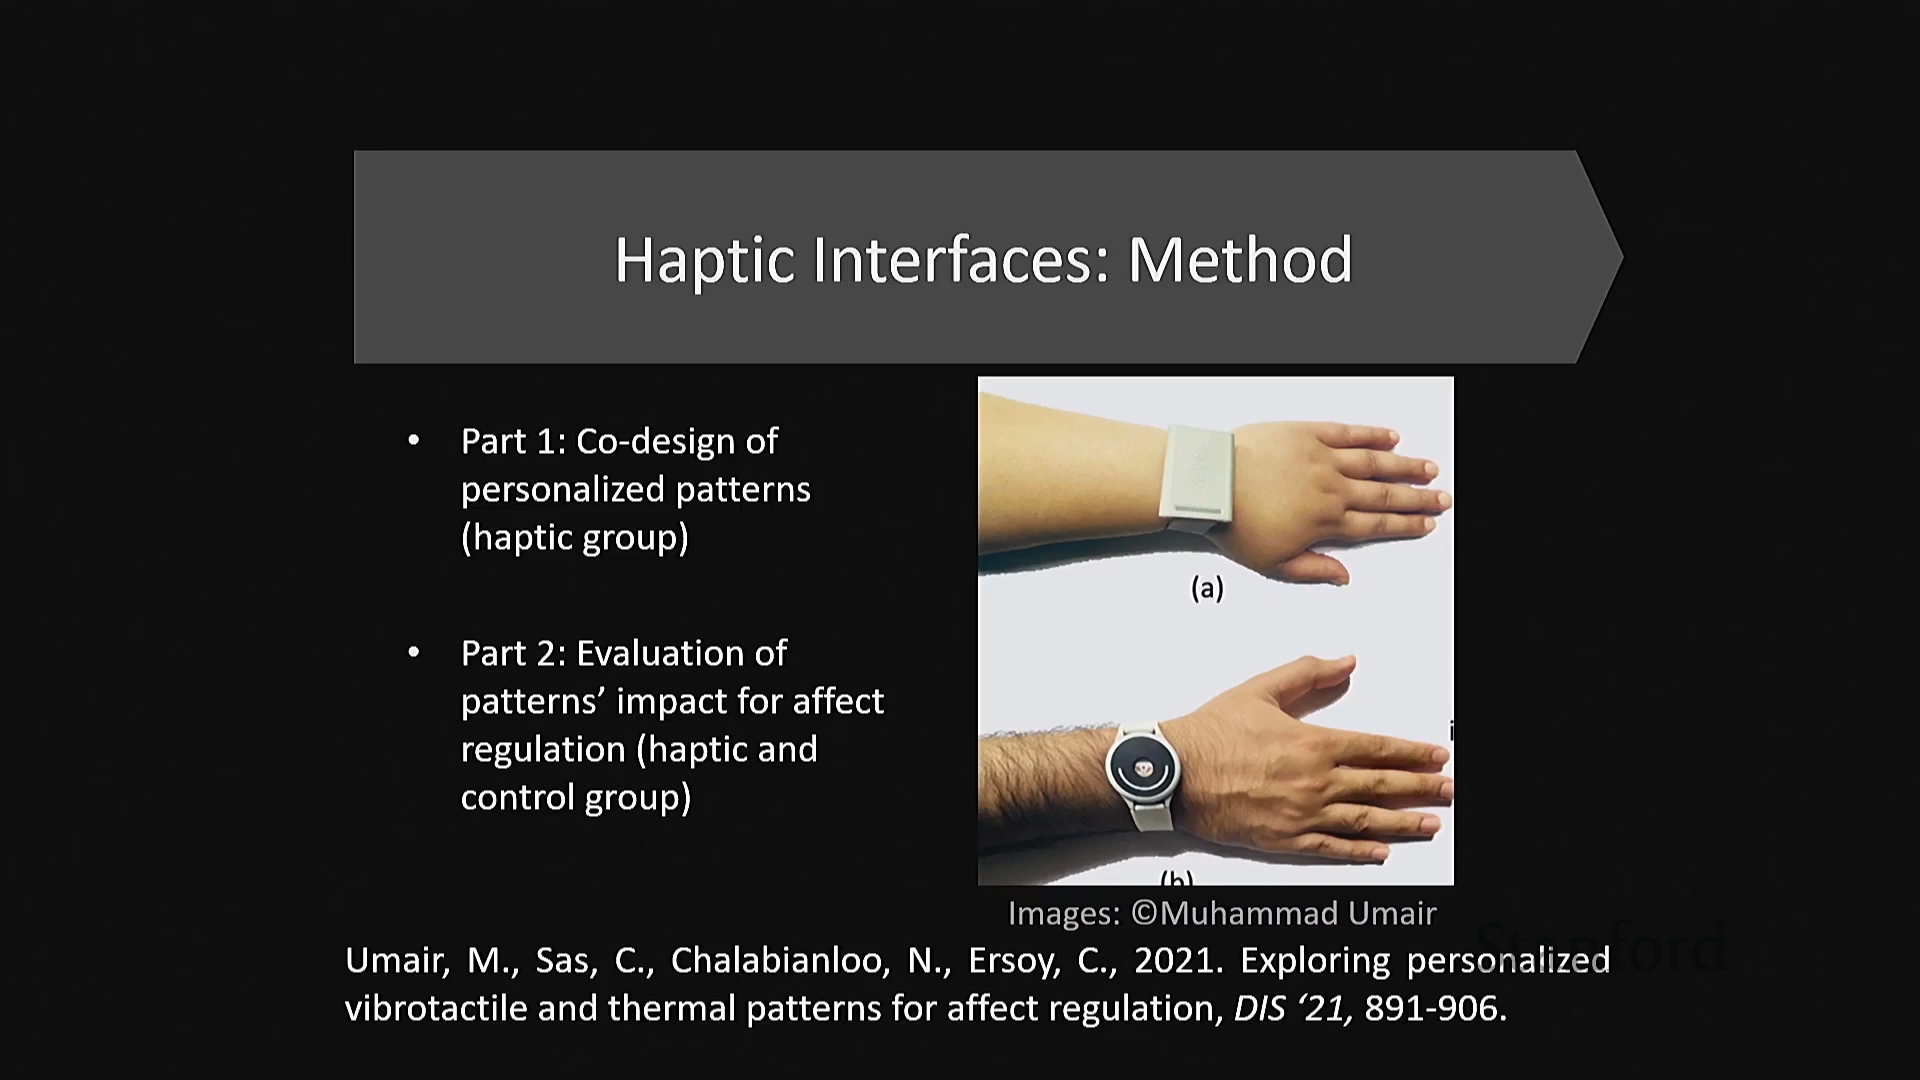 Haptic Interfaces: Method
• Part 1: Co-design of
personalized patterns
(haptic group)
• Part 2: Evaluation of
patterns’ impact for affect
regulation (haptic and
control group)
(a)
(b)
Images: ©Muhammad Umair
Stanford
Umair, M., Sas, C., Chalabianloo, N., Ersoy, C., 2021. Exploring personalized
vibrotactile and thermal patterns for affect regulation, DIS ‘21, 891-906.